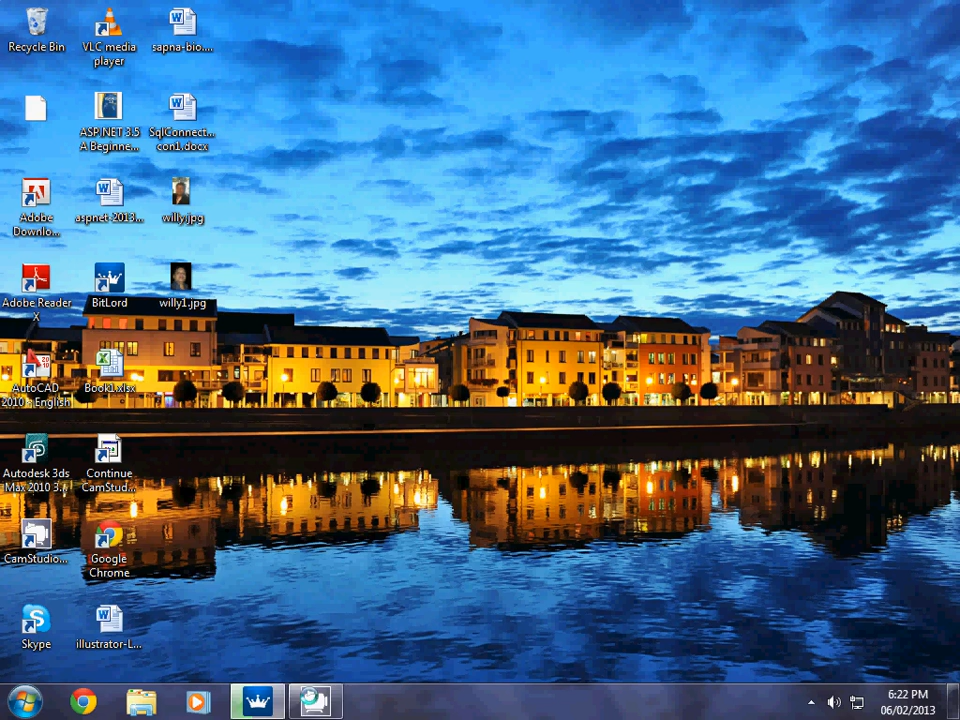 Recycle Bin
VLC media
player
sapna-bio....
ASP.NET 3.5
A Beginne...
SqlConnect...
con1.docx
Adobe
Downlo...
aspnet-2013...
willy.jpg
Adobe Reader
X
BitLord
willy1.jpg
AutoCAD
2010 - English
Book1.xlsx
Autodesk 3ds
Max 2010 3...
Continue
CamStud...
CamStudio...
Google
Chrome
Skype
illustrator-L...
6:22 PM
06/02/2013